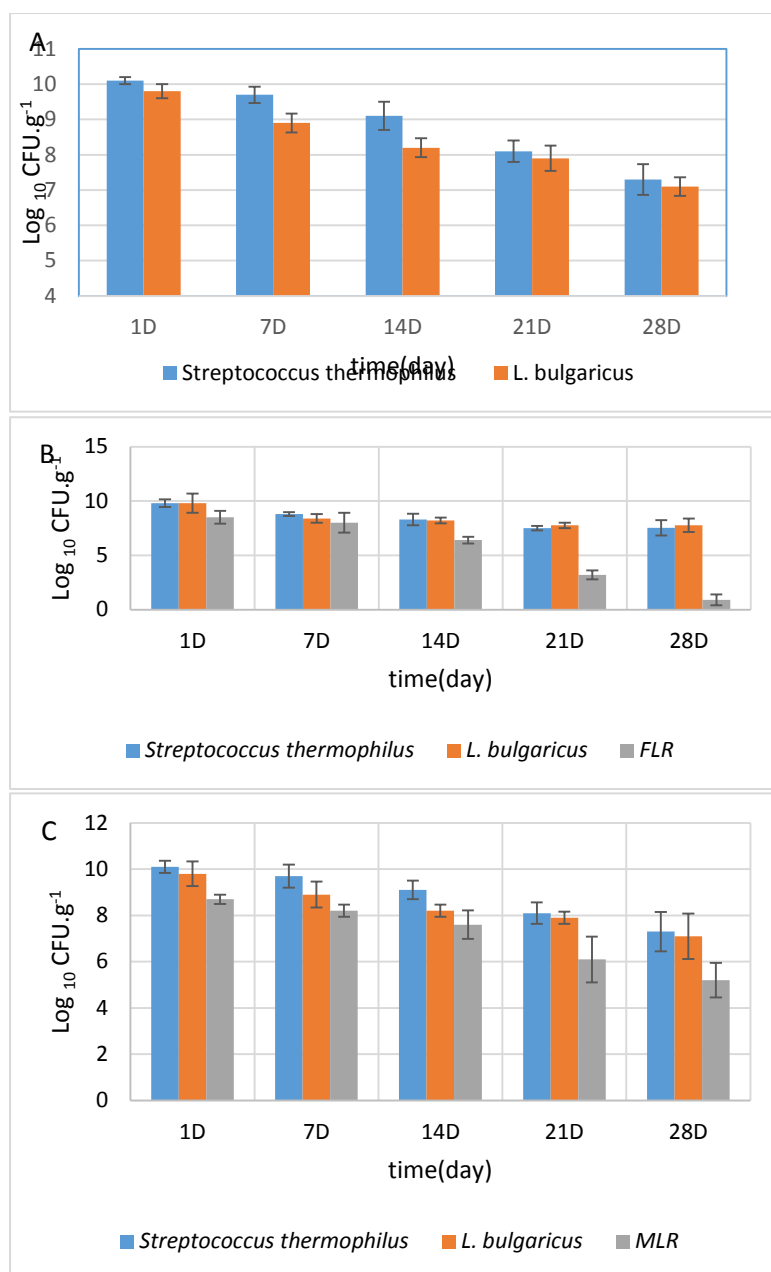 A
Log 10 CFU.g-1
11
10
9
8
7
6
5
4
1D 7D 14D 21D 28D
time(day)
Streptococcus thermophilus L. bulgaricus
B
Log 10 CFU.g-1
15
10
5
0
1D 7D 14D 21D 28D
time(day)
Streptococcus thermophilus L. bulgaricus FLR
C
Log 10 CFU.g-1
12
10
8
6
4
2
0
1D 7D 14D 21D 28D
time(day)
Streptococcus thermophilus L. bulgaricus MLR